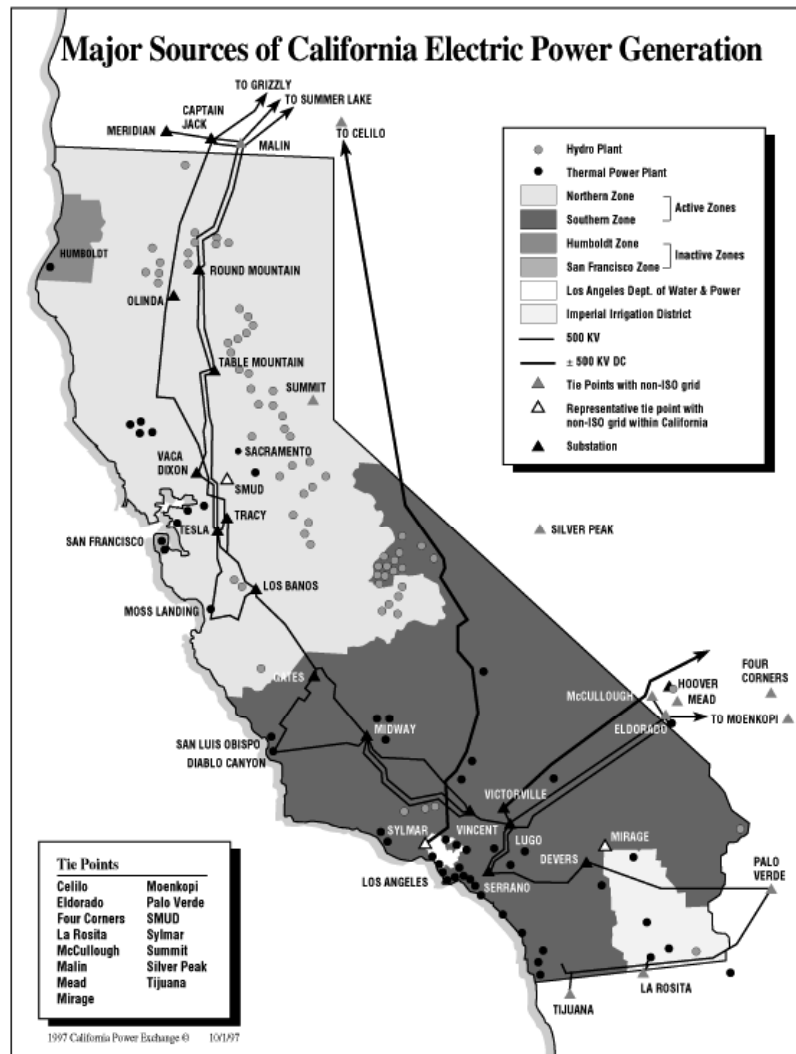 Major Sources of California Electric Power Generation
TO GRIZZLY
TO SUMMER LAKE
CAPTAIN
JACK
MERIDIAN
MALIN
TO CELILO
Hydro Plant
Thermal Power Plant
Northern Zone
Southern Zone
Active Zones
Humboldt Zone
San Francisco Zone
Inactive Zones
Los Angeles Dept. of Water & Power
Imperial Irrigation District
500 KV
± 500 KV DC
Tie Points with non-ISO grid
Representative tie point with
non-ISO grid within California
Substation
HUMBOLDT
ROUND MOUNTAIN
OLINDA
TABLE MOUNTAIN
SUMMIT
SACRAMENTO
VACA
DIXON
SMUD
TRACY
TESLA
SAN FRANCISCO
SILVER PEAK
LOS BANOS
MOSS LANDING
GATES
FOUR
CORNERS
HOOVER
McCULLOUGH
MEAD
TO MOENKOPI
ELDORADO
MIDWAY
SAN LUIS OBISPO
DIABLO CANYON
VICTORVILLE
SYLMAR
VINCENT
LUGO
MIRAGE
DEVERS
PALO
VERDE
LOS ANGELES
SERRANO
LA ROSITA
TIJUANA
Tie Points
Celilo Moenkopi
Eldorado Palo Verde
Four Corners SMUD
La Rosita Sylmar
McCullough Summit
Malin Silver Peak
Mead Tijuana
Mirage
1997 California Power Exchange © 10/1/97